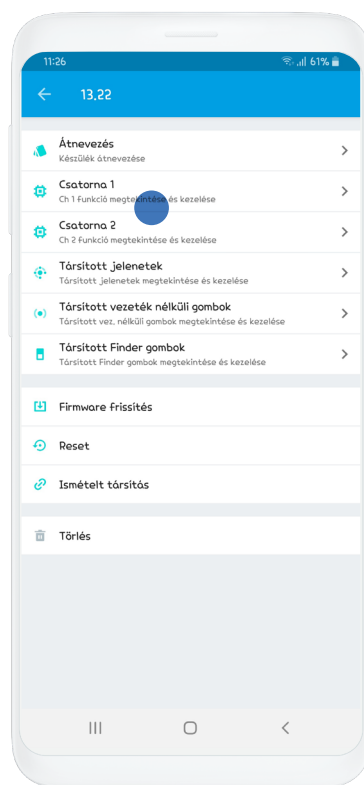 11:26
61%
13.22
Átnevezés
Készülék átnevezése
Csatorna 1
Ch 1 funkció megtekintése és kezelése
Csatorna 2
Ch 2 funkció megtekintése és kezelése
Társított jelenetek
Társított jelenetek megtekintése és kezelése
Társított vezeték nélküli gombok
Társított vez. nélküli gombok megtekintése és kezelése
Társított Finder gombok
Társított Finder gombok megtekintése és kezelése
Firmware frissítés
Reset
Ismételt társítás
Törlés